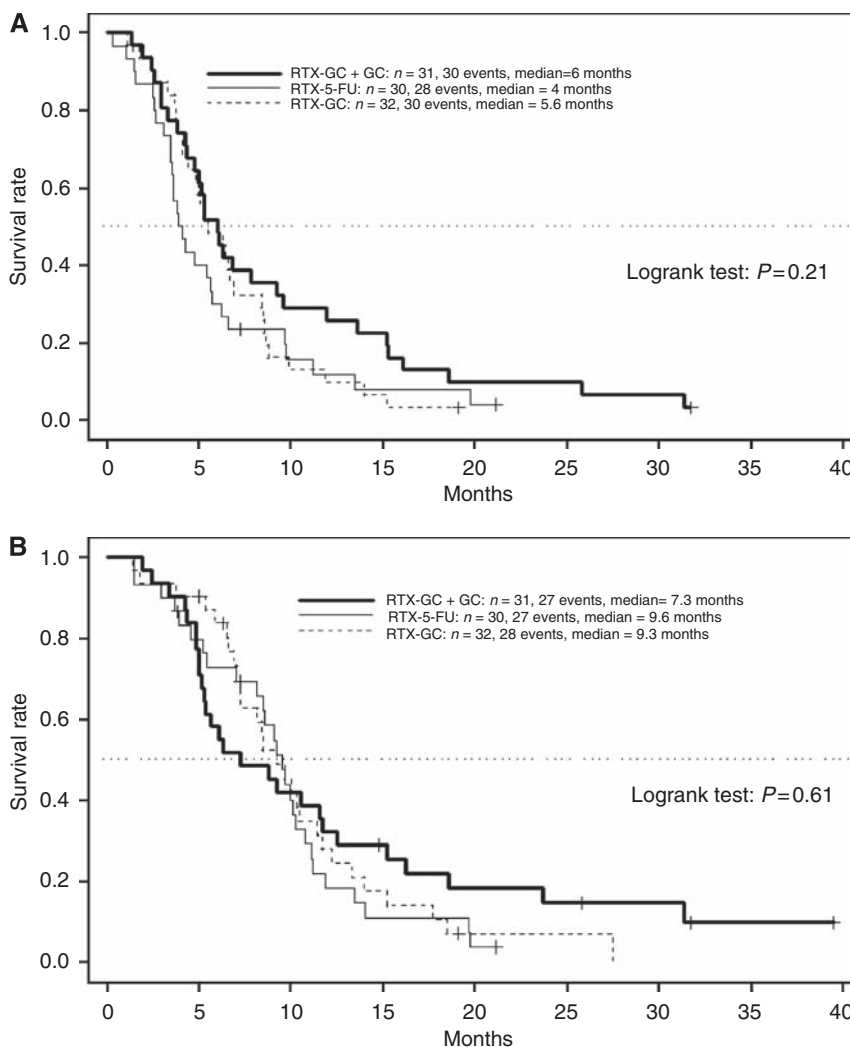 A
1.0
0.8
0.6
0.4
0.2
0.0
Survival rate
RTX-GC + GC: n = 31, 30 events, median=6 months
RTX-5-FU: n = 30, 28 events, median = 4 months
RTX-GC: n = 32, 30 events, median = 5.6 months
Logrank test: P=0.21
0 5 10 15 20 25 30 35 40
Months
B
1.0
0.8
0.6
0.4
0.2
0.0
Survival rate
RTX-GC + GC: n = 31, 27 events, median= 7.3 months
RTX-5-FU: n = 30, 27 events, median = 9.6 months
RTX-GC: n = 32, 28 events, median = 9.3 months
Logrank test: P=0.61
0 5 10 15 20 25 30 35 40
Months